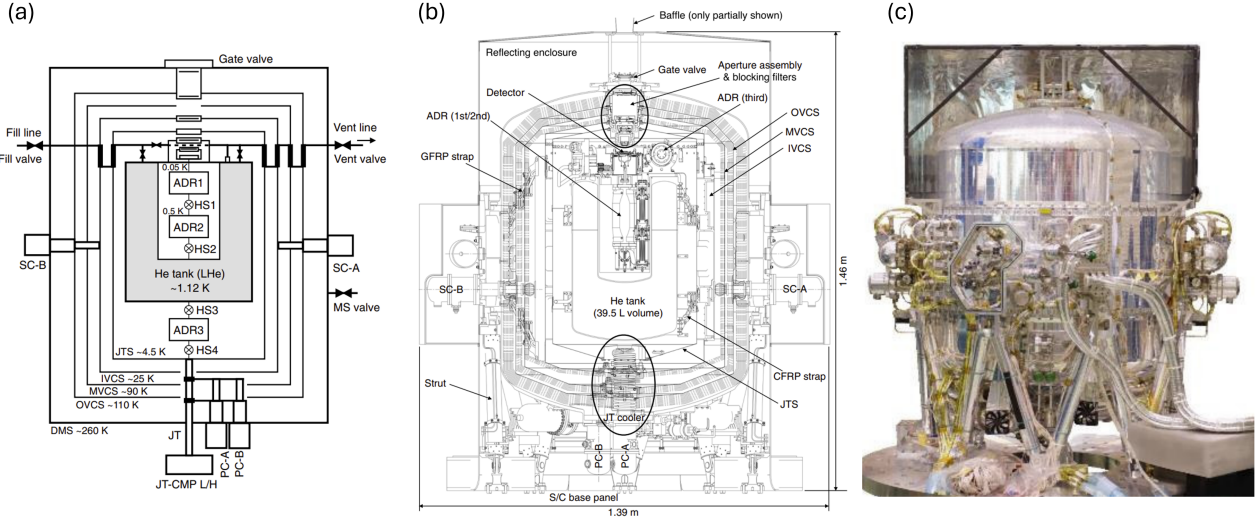 (a)
Gate valve
Fill line
Fill valve
Vent line
Vent valve
0.05 K
ADR1
HS1
0.5 K
ADR2
HS2
SC-B
SC-A
He tank (LHe)
~1.12 K
MS valve
HS3
ADR3
HS4
JTS ~4.5 K
IVCS ~25 K
MVCS ~90 K
OVCS ~110 K
DMS ~260 K
JT
PC-A
PC-B
JT-CMP L/H
(b)
Baffle (only partially shown)
Reflecting enclosure
Gate valve
Aperture assembly
& blocking filters
Detector
ADR (third)
ADR (1st/2nd)
OVCS
MVCS
IVCS
GFRP strap
1.46 m
SC-B
SC-A
He tank
(39.5 L volume)
CFRP strap
Strut
JTS
JT cooler
PC-B
PC-A
S/C base panel
1.39 m
(c)